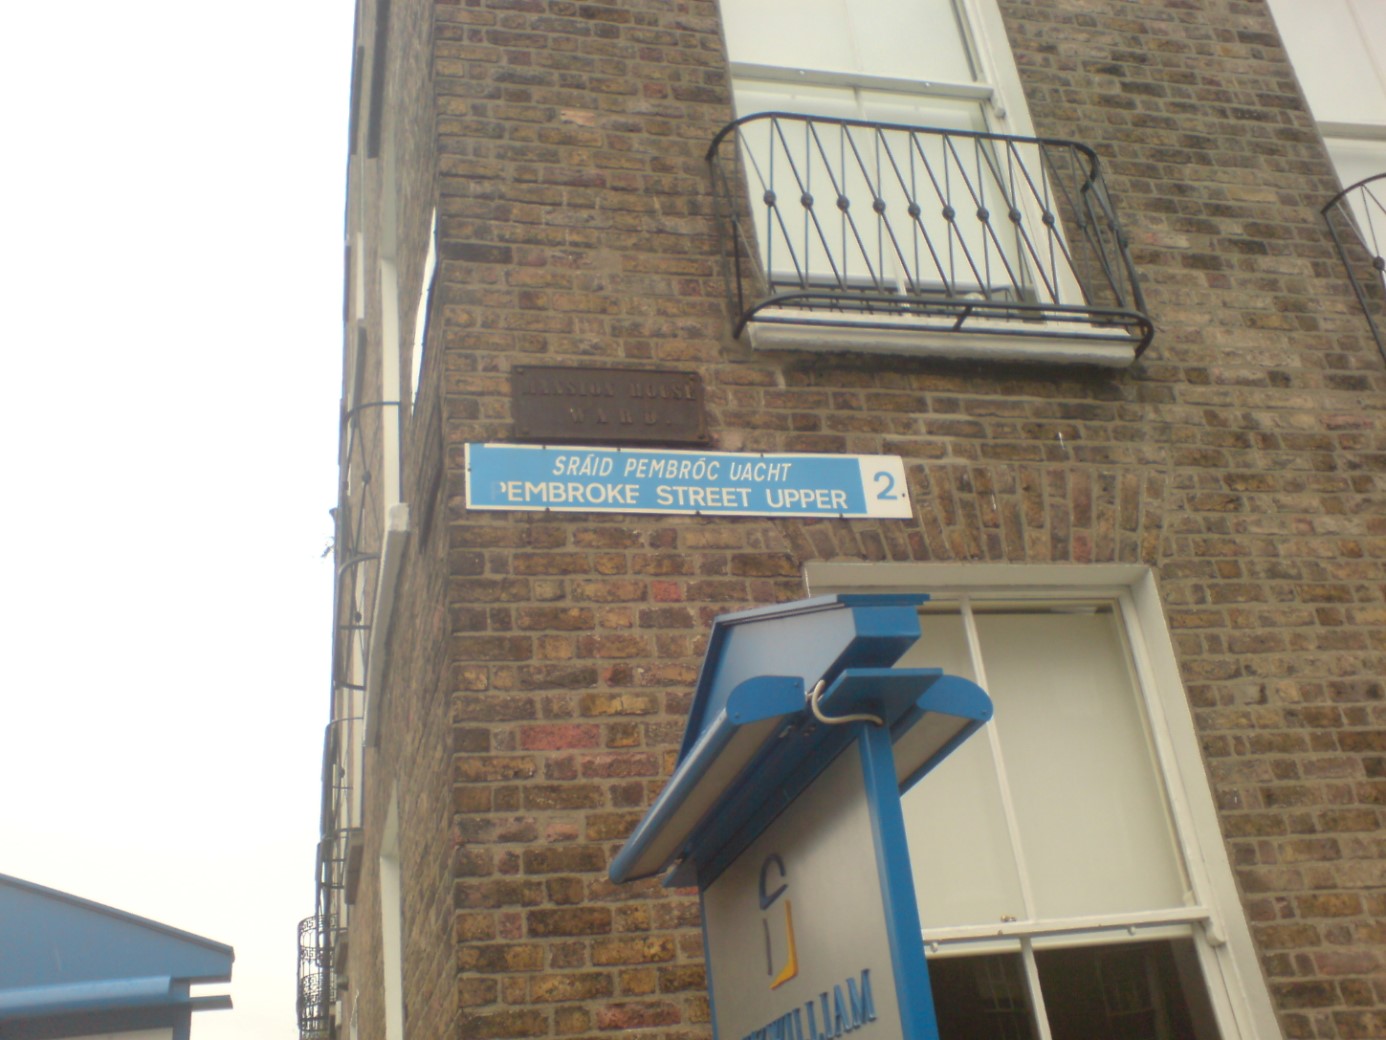 MANSION HOUSE
WARD.
SRÁID PEMBRÓC UACHT
PEMBROKE STREET UPPER
2